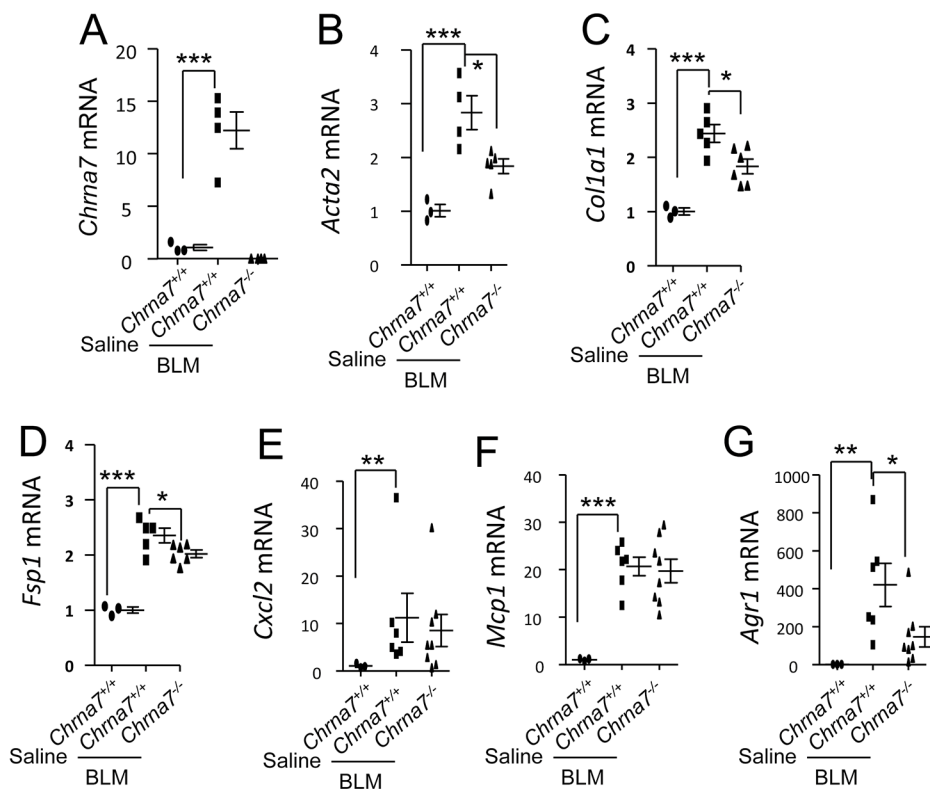 A
Chrna7 mRNA
20
15
10
5
0
***
Chrna7+/+
Chrna7+/+
Chrna7-/-
Saline
BLM
B
Acta2 mRNA
4
3
2
1
0
***
*
Chrna7+/+
Chrna7+/+
Chrna7-/-
Saline
BLM
C
Col1a1 mRNA
4
3
2
1
0
***
*
Chrna7+/+
Chrna7+/+
Chrna7-/-
Saline
BLM
D
Fsp1 mRNA
4
3
2
1
0
***
*
Chrna7+/+
Chrna7+/+
Chrna7-/-
Saline
BLM
E
Cxcl2 mRNA
40
30
20
10
0
**
Chrna7+/+
Chrna7+/+
Chrna7-/-
Saline
BLM
F
Mcp1 mRNA
40
30
20
10
0
***
Chrna7+/+
Chrna7+/+
Chrna7-/-
Saline
BLM
G
Agr1 mRNA
1000
800
600
400
200
0
**
*
Chrna7+/+
Chrna7+/+
Chrna7-/-
Saline
BLM